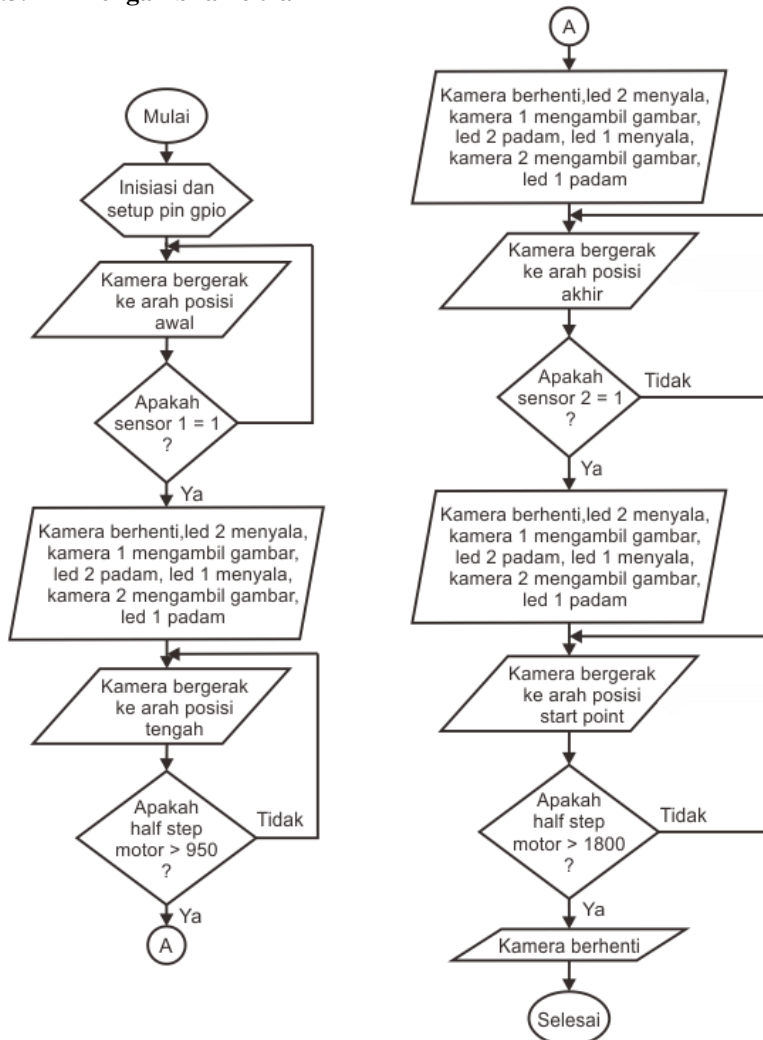 Mulai
Inisiasi dan
setup pin gpio
Kamera bergerak
ke arah posisi
awal
Apakah
sensor 1 = 1
?
Ya
Kamera berhenti,led 2 menyala,
kamera 1 mengambil gambar,
led 2 padam, led 1 menyala,
kamera 2 mengambil gambar,
led 1 padam
Kamera bergerak
ke arah posisi
tengah
Apakah
half step
motor > 950
?
Tidak
Ya
A
A
Kamera berhenti,led 2 menyala,
kamera 1 mengambil gambar,
led 2 padam, led 1 menyala,
kamera 2 mengambil gambar,
led 1 padam
Kamera bergerak
ke arah posisi
akhir
Apakah
sensor 2 = 1
?
Tidak
Ya
Kamera berhenti,led 2 menyala,
kamera 1 mengambil gambar,
led 2 padam, led 1 menyala,
kamera 2 mengambil gambar,
led 1 padam
Kamera bergerak
ke arah posisi
start point
Apakah
half step
motor > 1800
?
Tidak
Ya
Kamera berhenti
Selesai